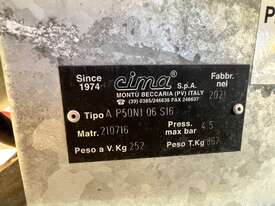 P
Since
1974
cima
S.p.A.
Fabbr.
nel
2021
MONTÙ BECCARIA (PV) ITALY
☎ (39) 0385/246636 FAX 246637
Tipo A P50N1 06 S16
Matr. 210716
Press.
max bar 4.5
Peso a V. Kg 252
Peso T. Kg